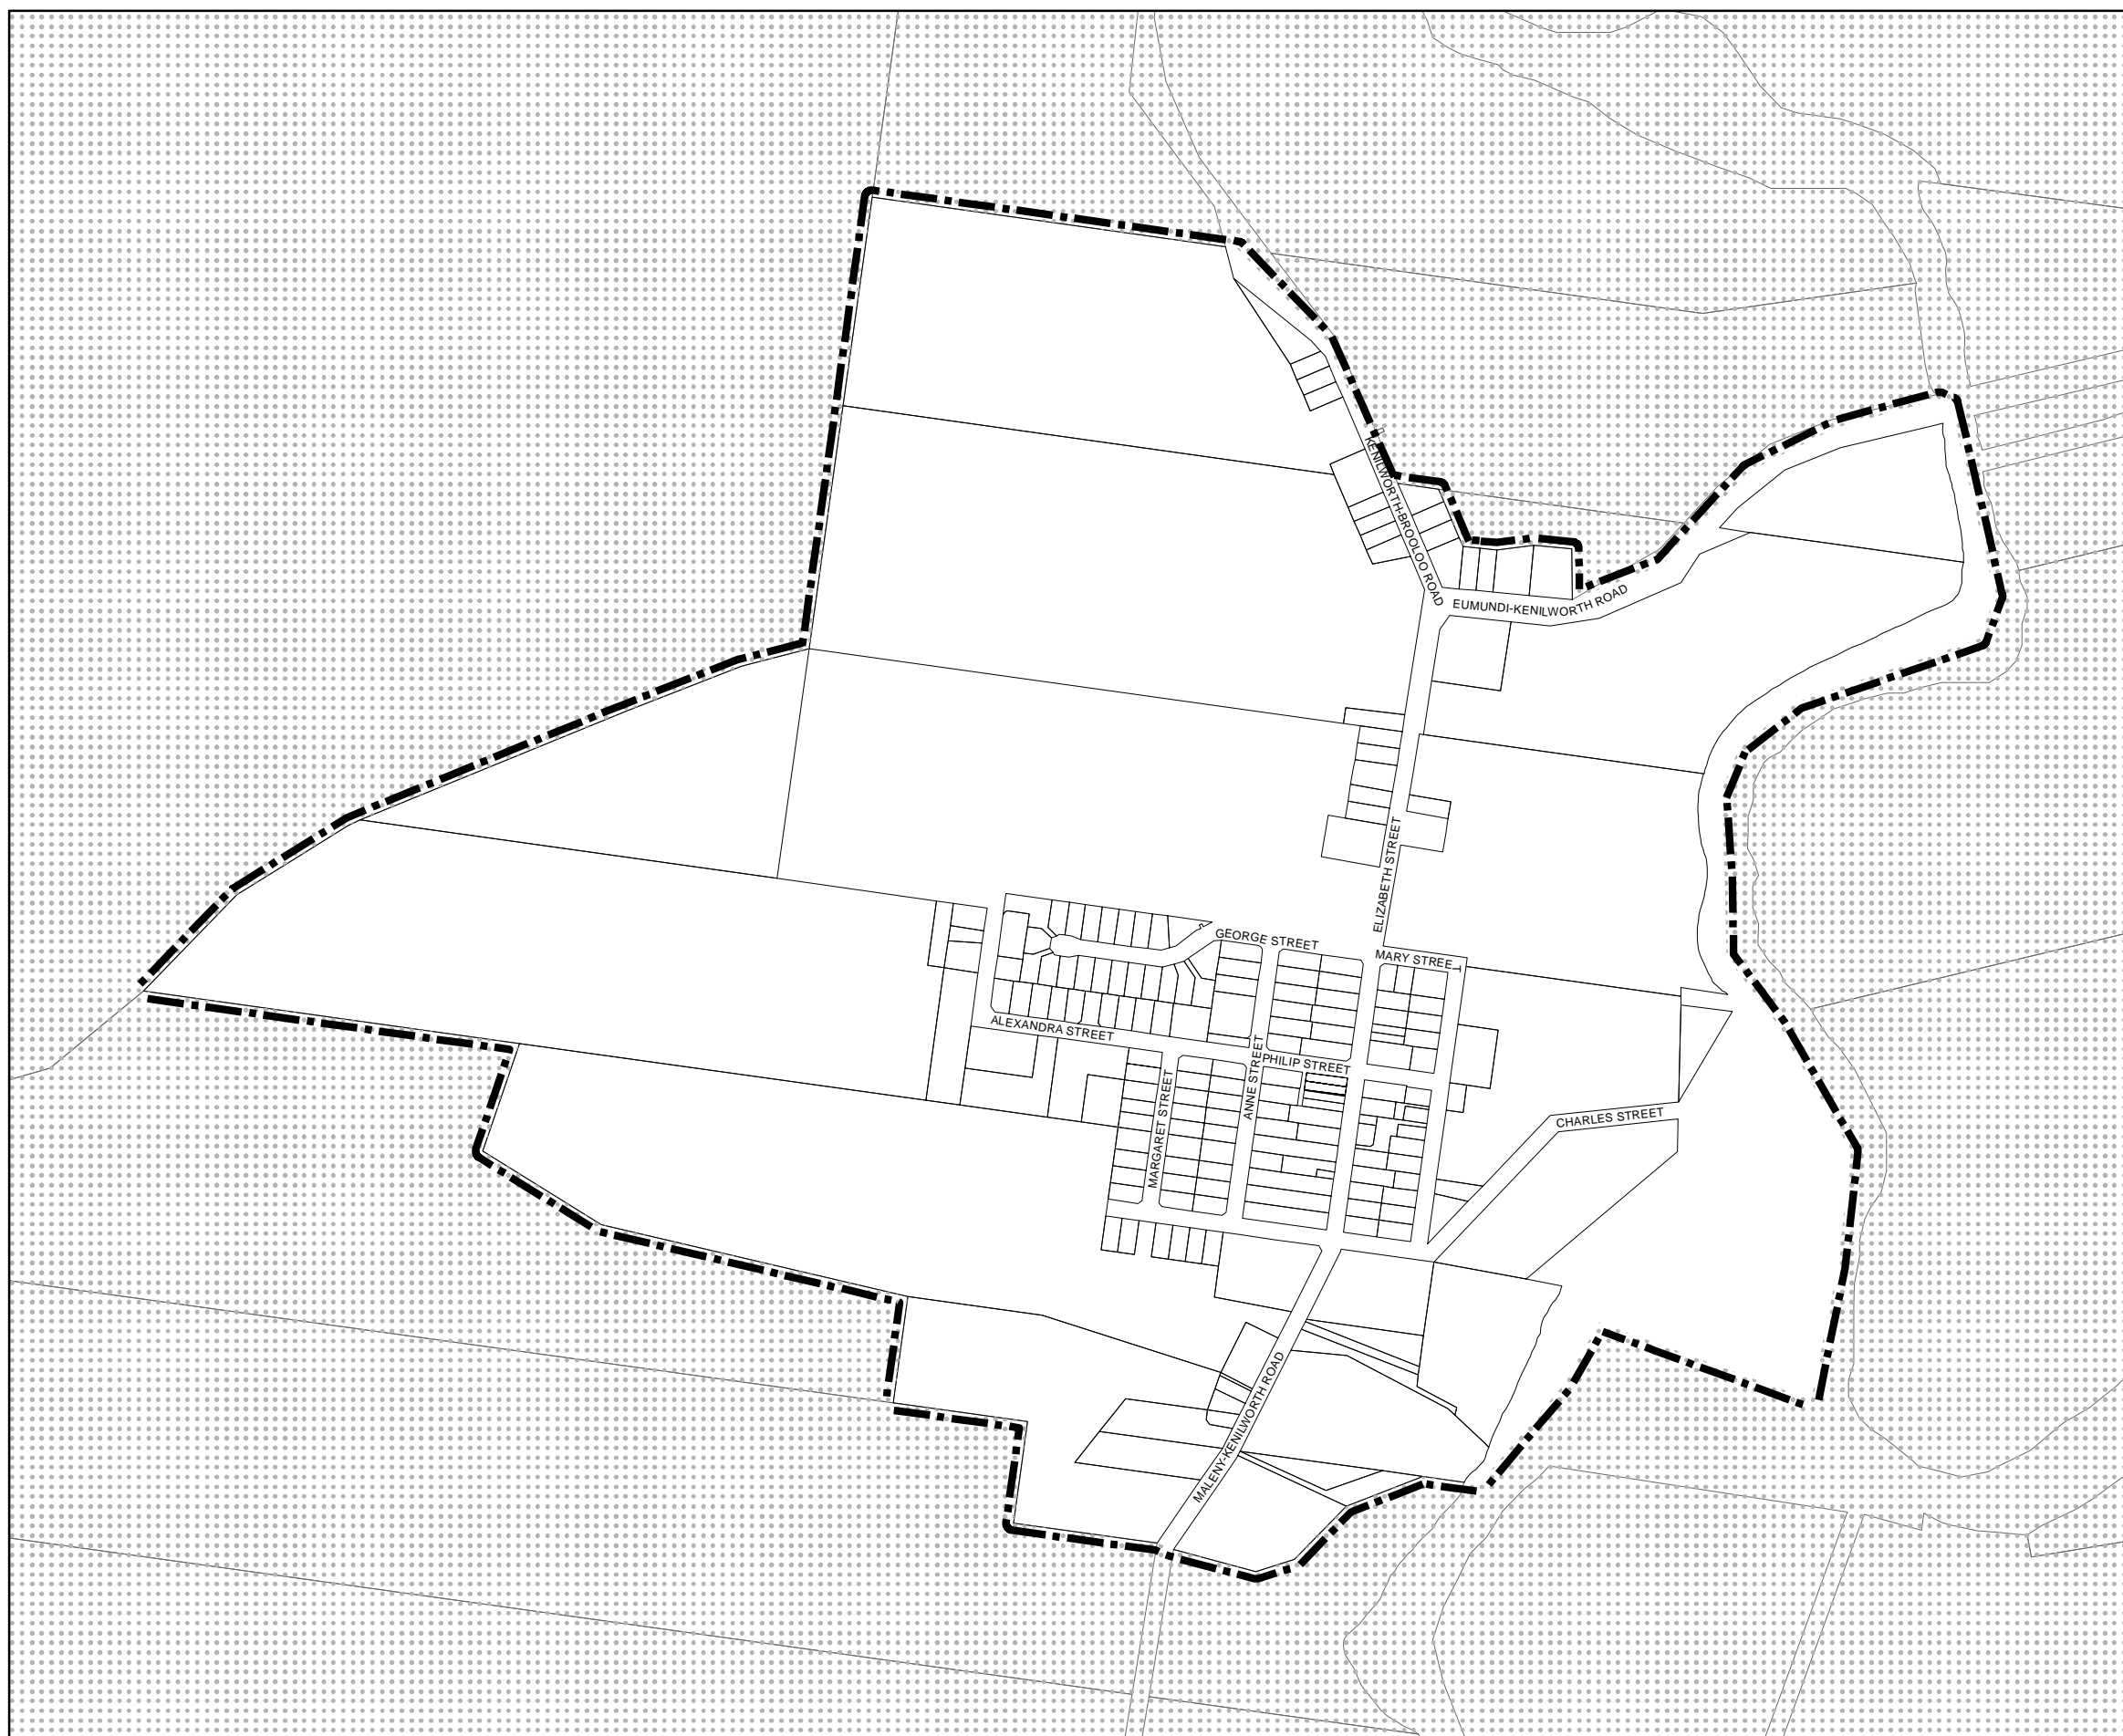 KENILWORTH-BROOLOO ROAD
EUMUNDI-KENILWORTH ROAD
ELIZABETH STREET
GEORGE STREET
MARY STREET
ALEXANDRA STREET
PHILIP STREET
ANNE STREET
MARGARET STREET
CHARLES STREET
MALENY-KENILWORTH ROAD